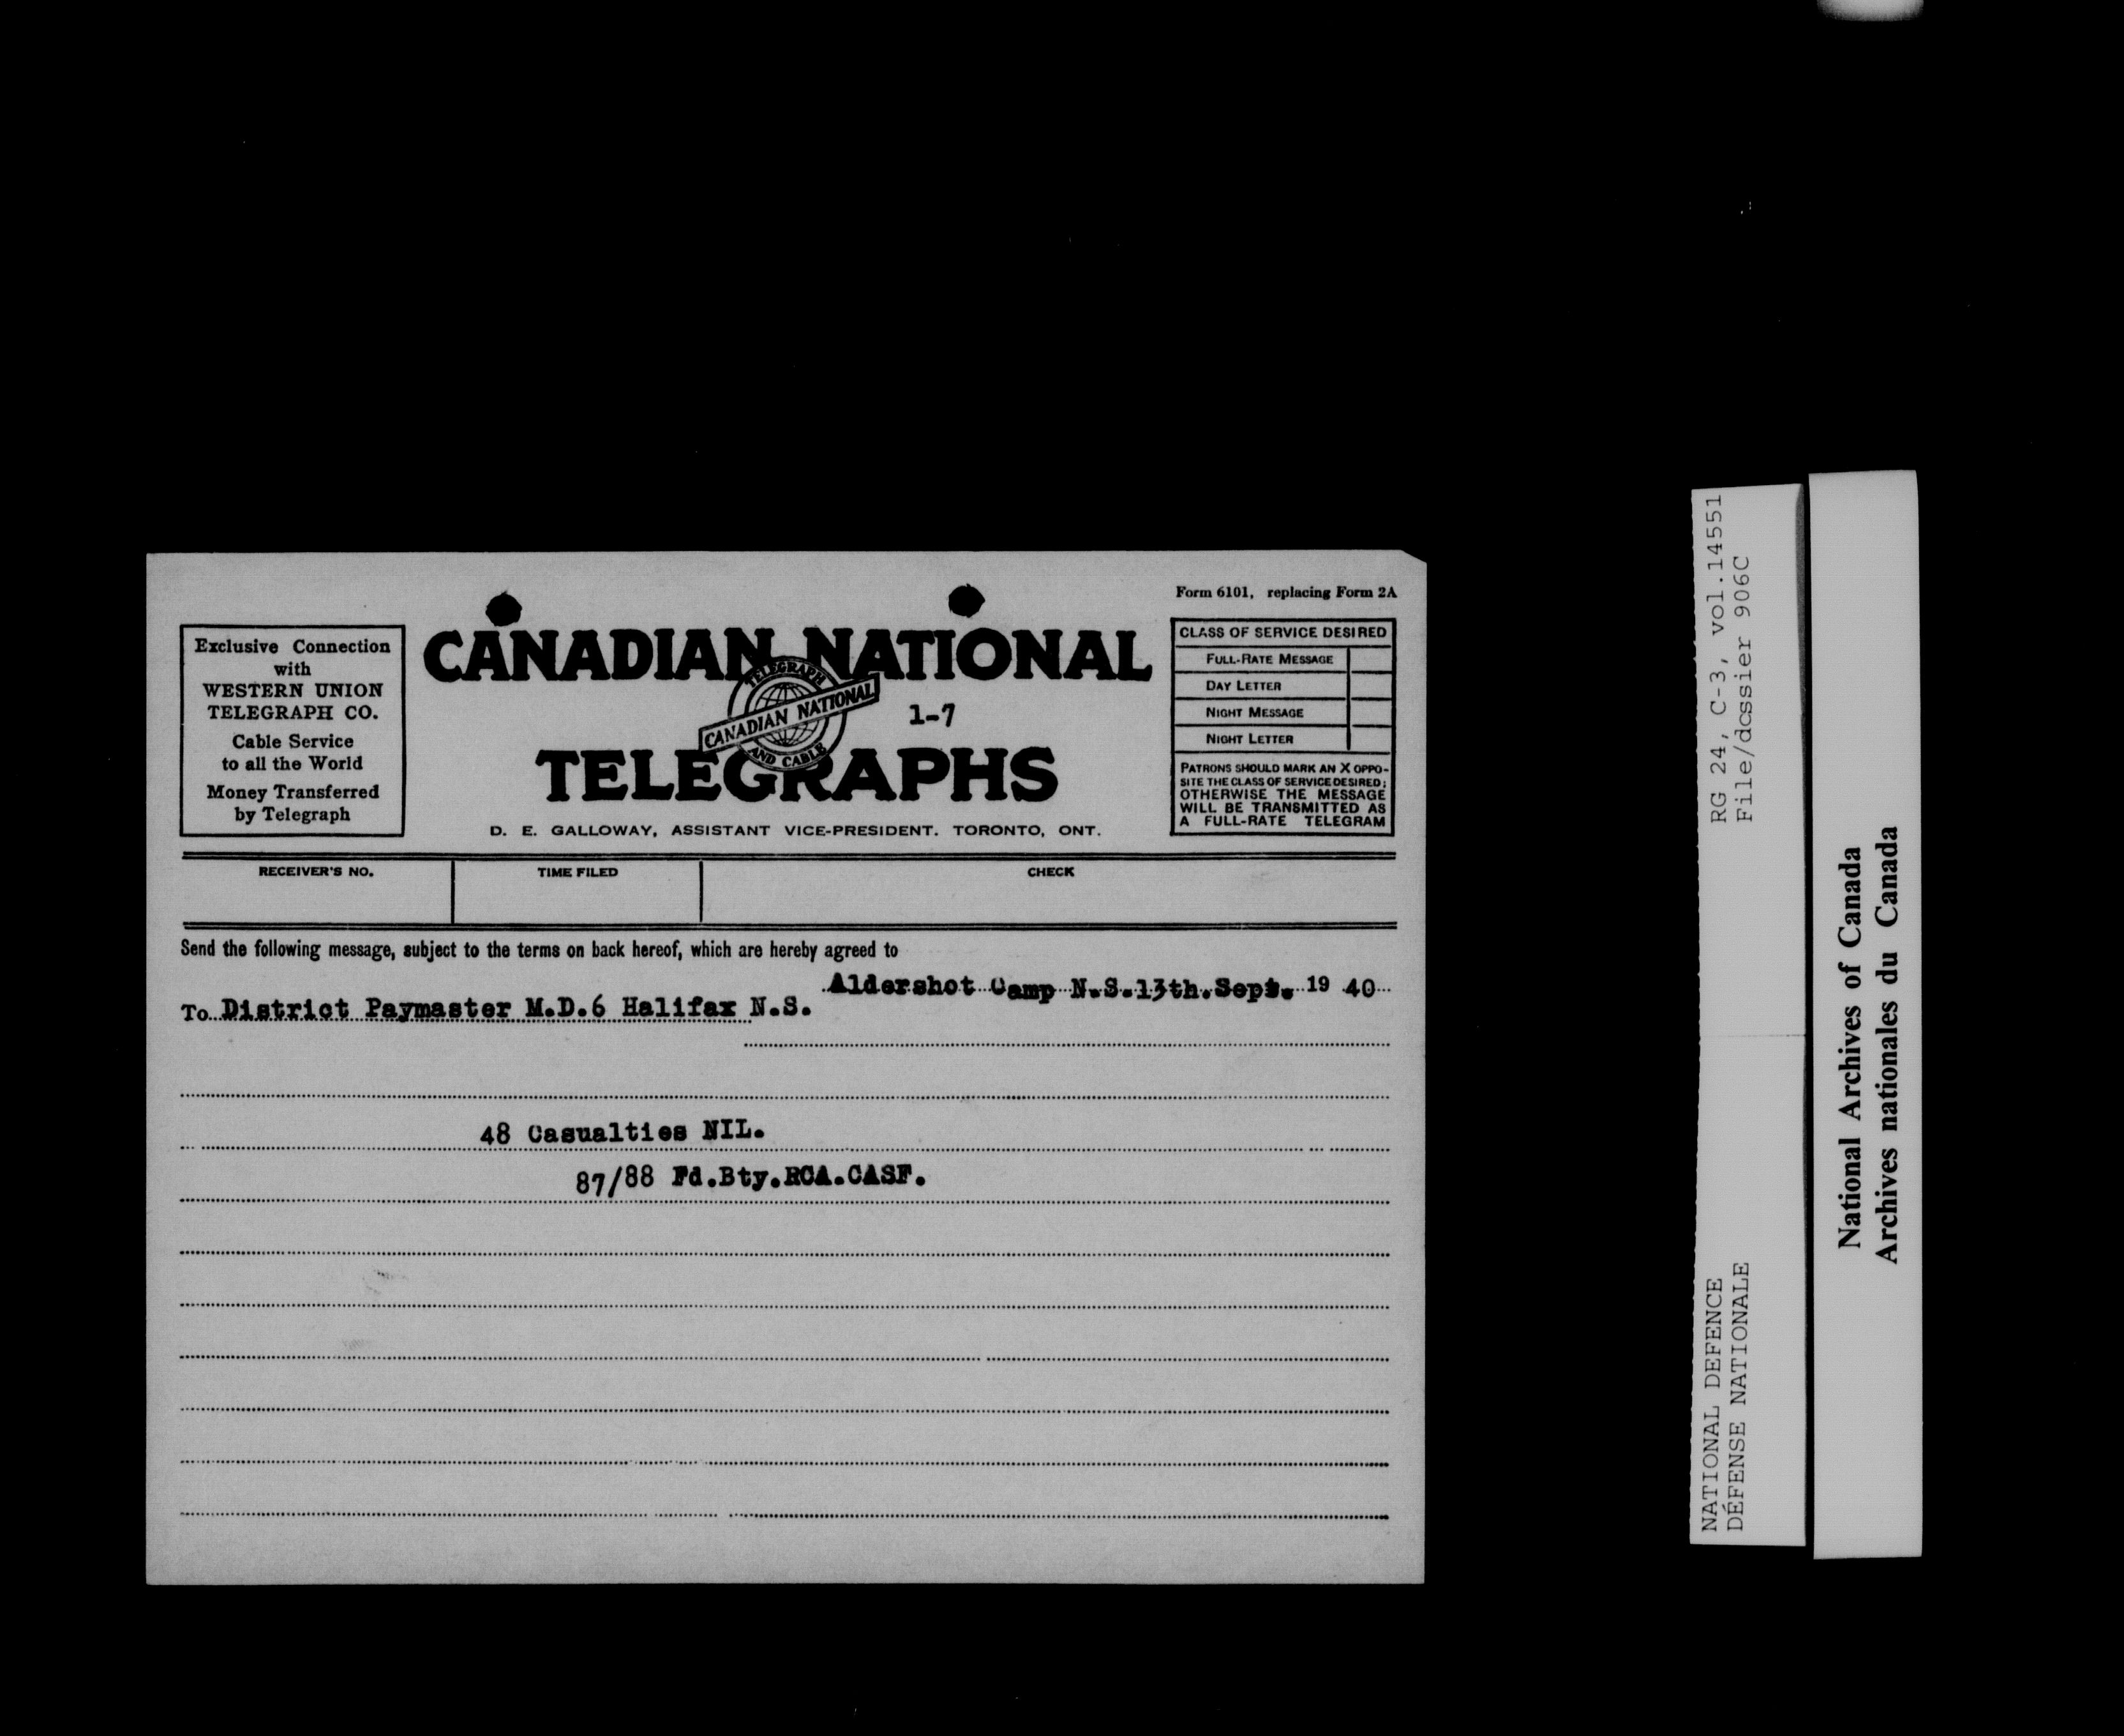 Form 6101, replacing Form 2A
Exclusive Connection
with
WESTERN UNION
TELEGRAPH CO.
Cable Service
to all the World
Money Transferred
by Telegraph
CANADIAN NATIONAL
TELEGRAPH
CANADIAN NATIONAL
AND CABLE
1-7
TELEGRAPHS
D. E. GALLOWAY, ASSISTANT VICE-PRESIDENT. TORONTO, ONT.
CLASS OF SERVICE DESIRED
FULL-RATE MESSAGE
DAY LETTER
NIGHT MESSAGE
NIGHT LETTER
PATRONS SHOULD MARK AN X OPPO-
SITE THE CLASS OF SERVICE DESIRED;
OTHERWISE THE MESSAGE
WILL BE TRANSMITTED AS
A FULL-RATE TELEGRAM
RECEIVER'S NO. TIME FILED CHECK
Send the following message, subject to the terms on back hereof, which are hereby agreed to
Aldershot Camp N.S.13th.Sept. 19 40
To District Paymaster M.D.6 Halifax N.S.
48 Casualties NIL.
87/88 Fd.Bty.RCA.CASF.
NATIONAL DEFENCE RG 24, C-3, vol.14551
DÉFENSE NATIONALE File/dossier 906C
National Archives of Canada
Archives nationales du Canada